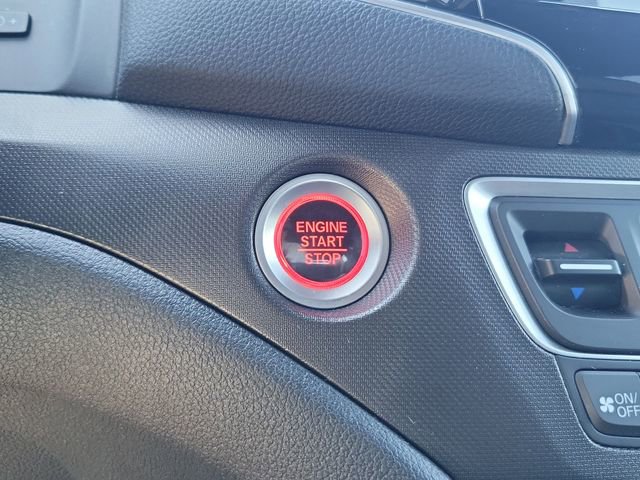 ENGINE
START
STOP
ON/
OFF